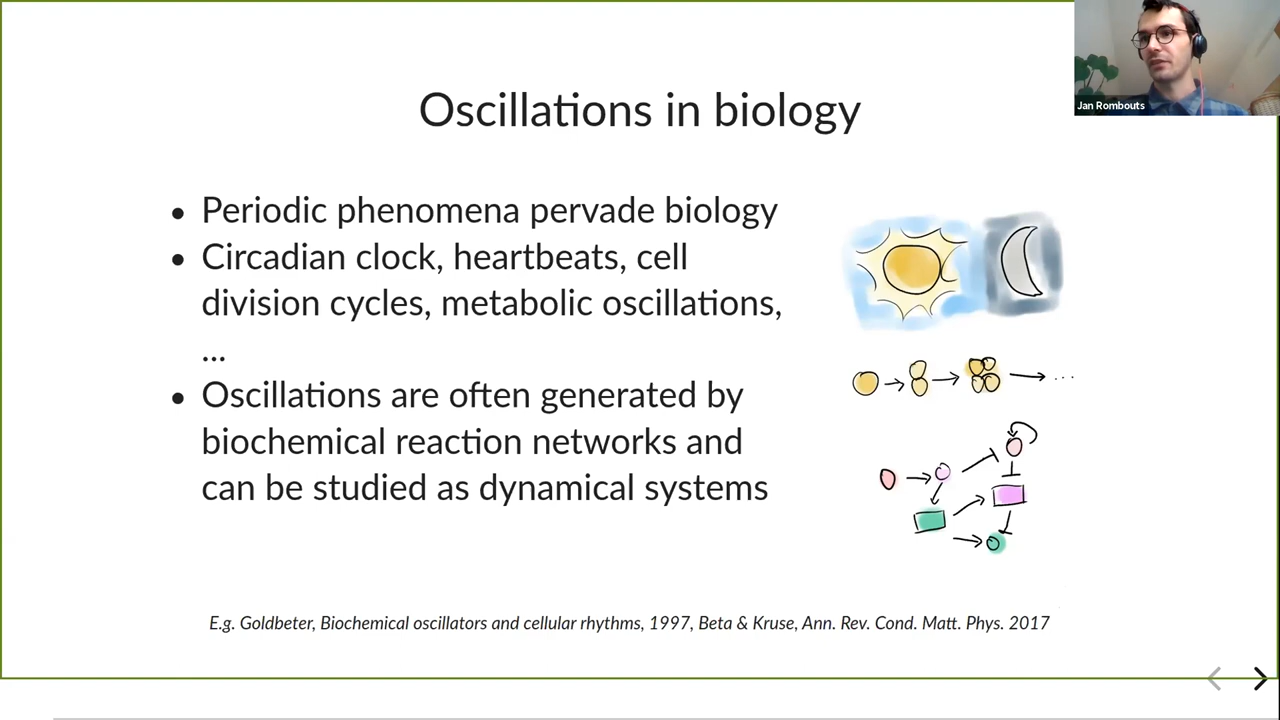 Oscillations in biology
Jan Rombouts
• Periodic phenomena pervade biology
• Circadian clock, heartbeats, cell
division cycles, metabolic oscillations,
...
• Oscillations are often generated by
biochemical reaction networks and
can be studied as dynamical systems
...
E.g. Goldbeter, Biochemical oscillators and cellular rhythms, 1997, Beta & Kruse, Ann. Rev. Cond. Matt. Phys. 2017